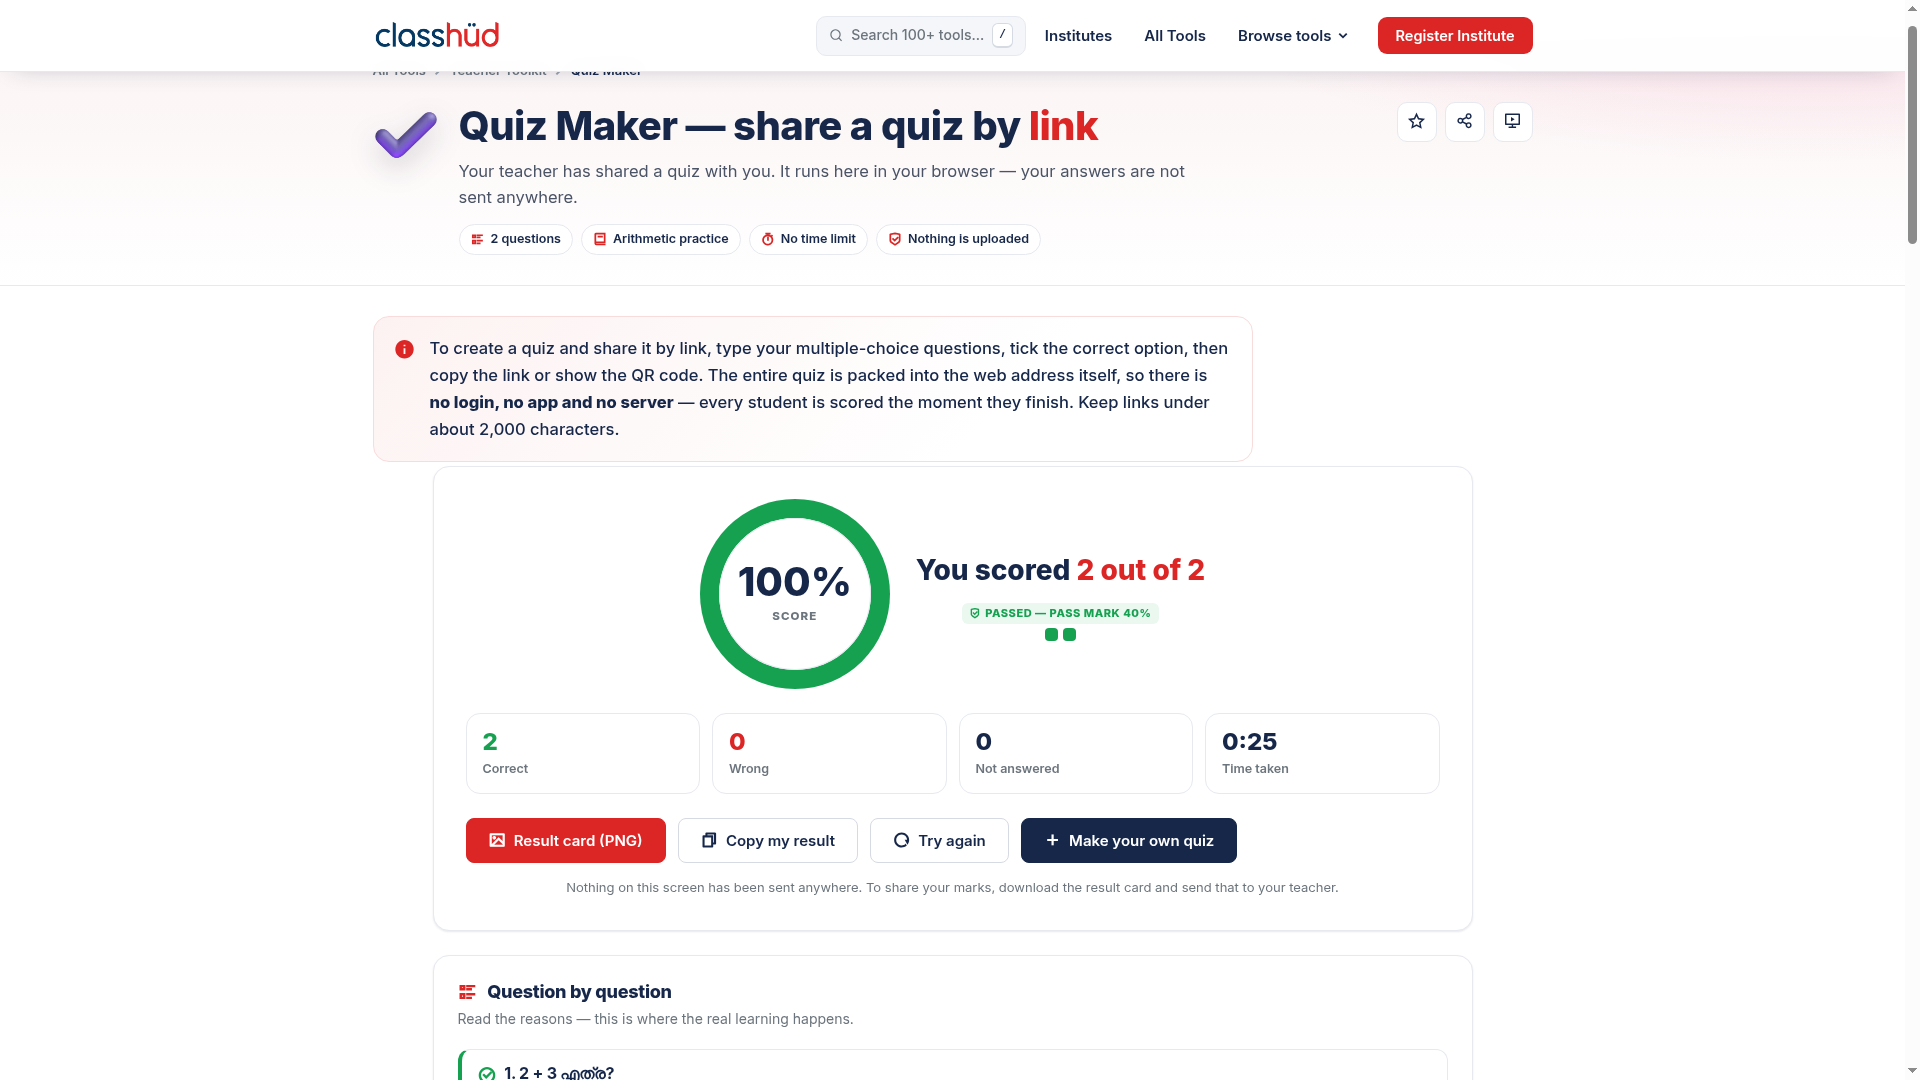 classhüd
Search 100+ tools...
/
Institutes
All Tools
Browse tools
Register Institute
All Tools > Teacher Toolkit > Quiz Maker
Quiz Maker — share a quiz by link
Your teacher has shared a quiz with you. It runs here in your browser — your answers are not
sent anywhere.
2 questions
Arithmetic practice
No time limit
Nothing is uploaded
To create a quiz and share it by link, type your multiple-choice questions, tick the correct option, then
copy the link or show the QR code. The entire quiz is packed into the web address itself, so there is
no login, no app and no server — every student is scored the moment they finish. Keep links under
about 2,000 characters.
100%
SCORE
You scored 2 out of 2
PASSED — PASS MARK 40%
2
Correct
0
Wrong
0
Not answered
0:25
Time taken
Result card (PNG)
Copy my result
Try again
Make your own quiz
Nothing on this screen has been sent anywhere. To share your marks, download the result card and send that to your teacher.
Question by question
Read the reasons — this is where the real learning happens.
1. 2 + 3 എത്ര?